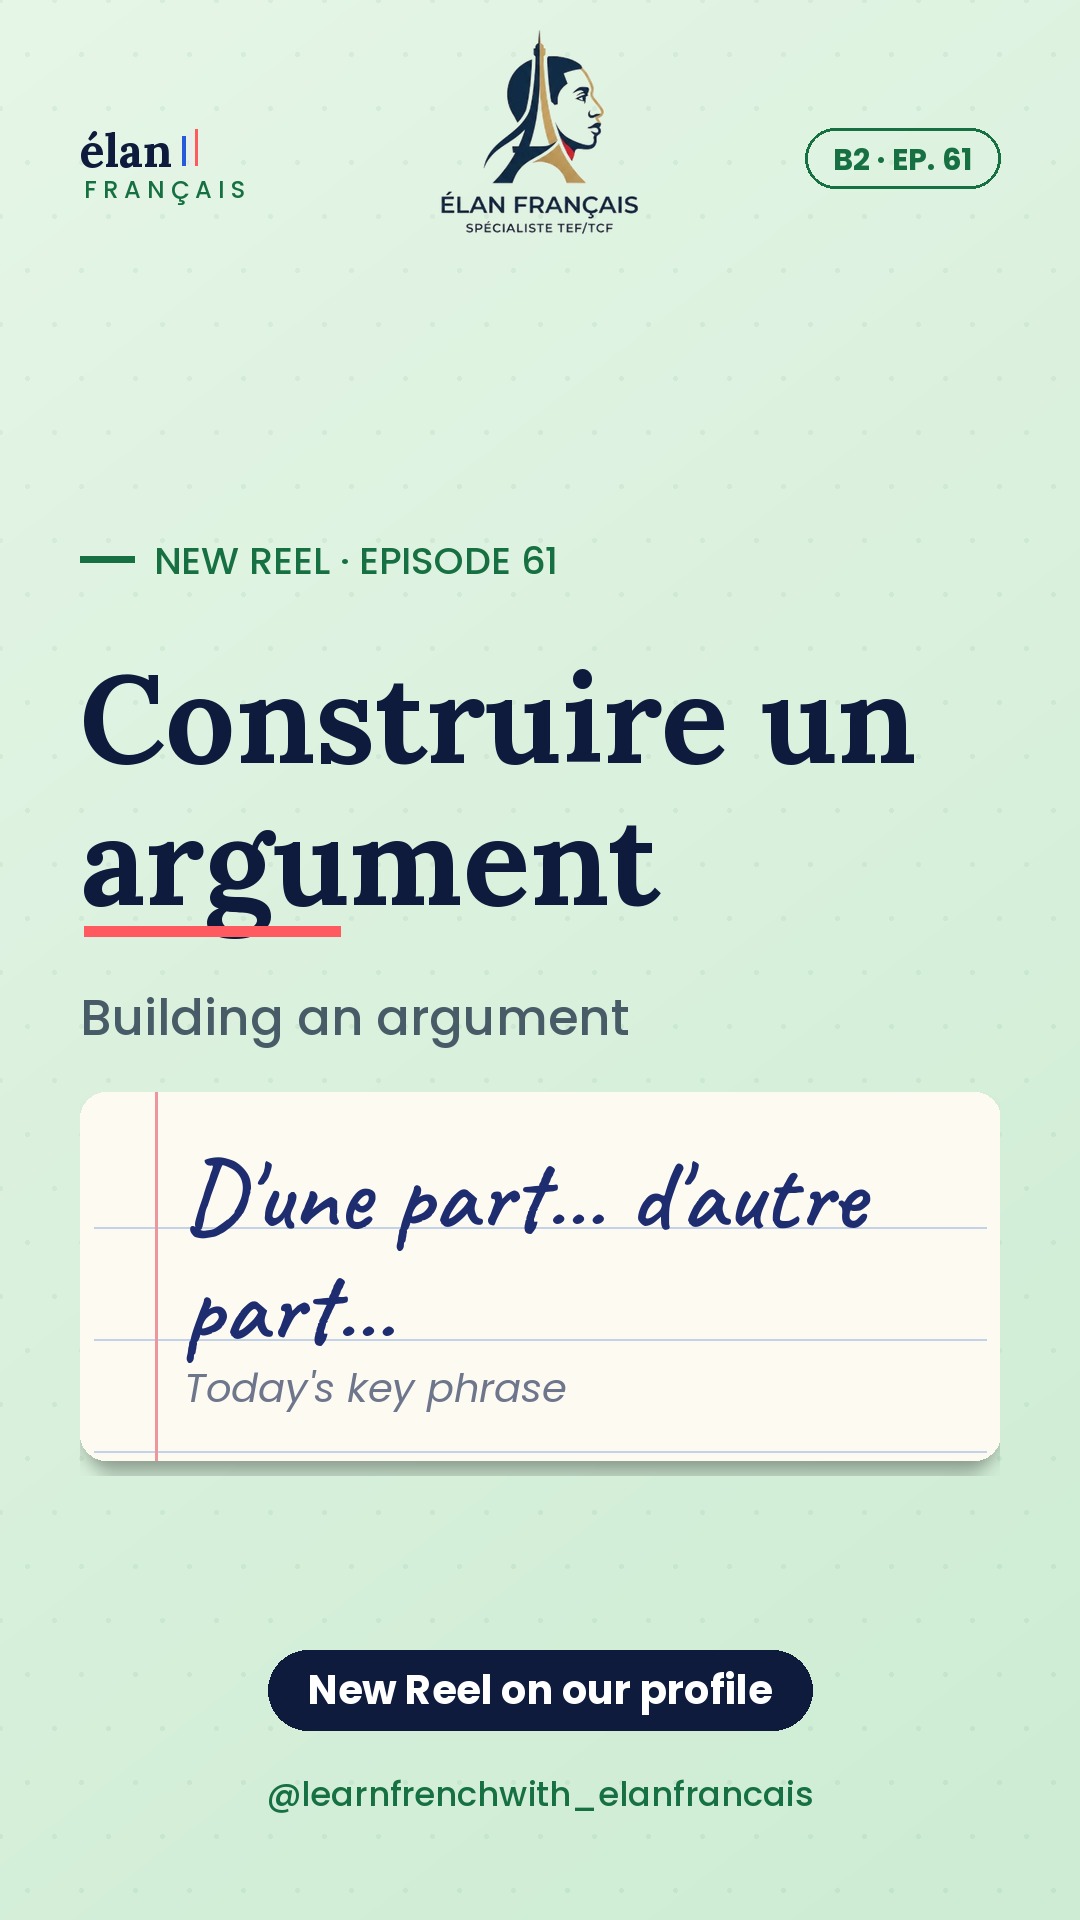 élan
FRANÇAIS
ÉLAN FRANÇAIS
SPÉCIALISTE TEF/TCF
B2 · EP. 61
NEW REEL · EPISODE 61
Construire un
argument
Building an argument
D'une part... d'autre
part...
Today's key phrase
New Reel on our profile
@learnfrenchwith_elanfrancais